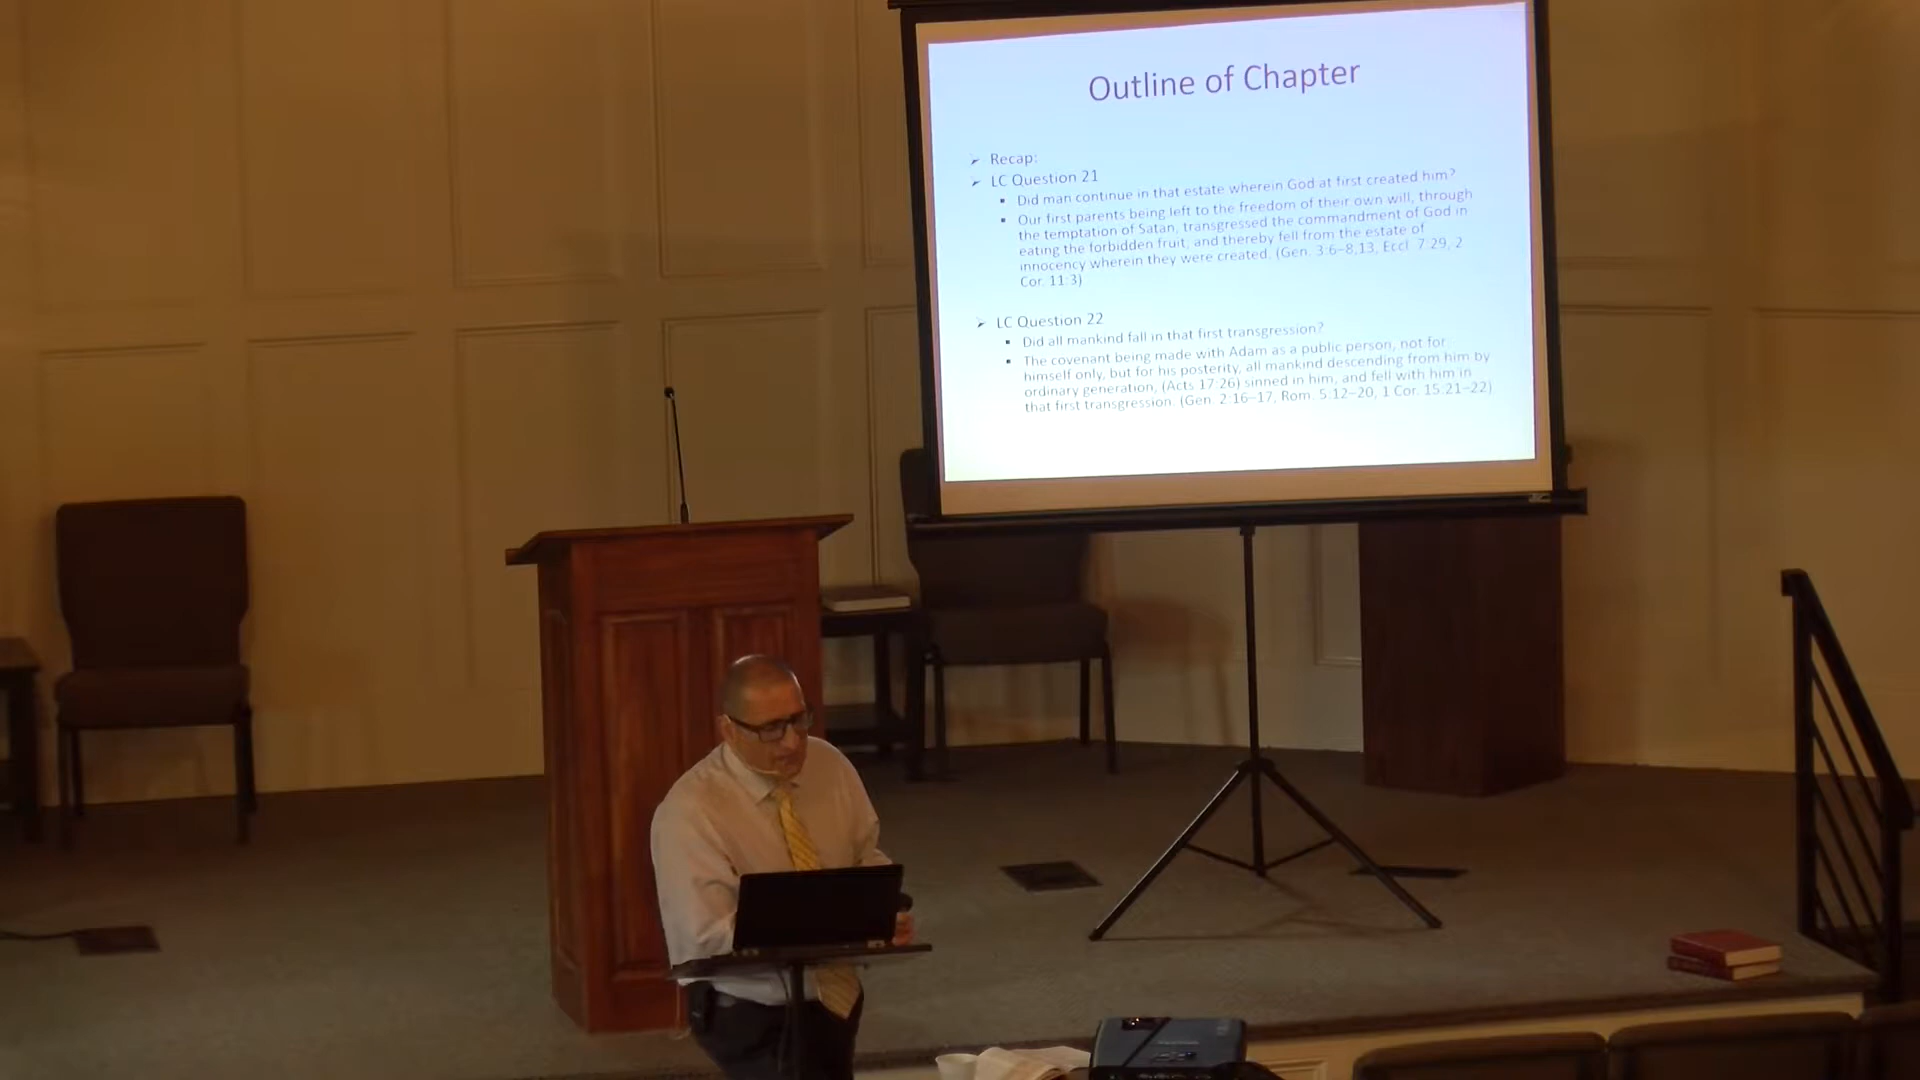 Outline of Chapter
Recap:
LC Question 21
Did man continue in that estate wherein God at first created him?
Our first parents being left to the freedom of their own will, through
the temptation of Satan, transgressed the commandment of God in
eating the forbidden fruit, and thereby fell from the estate of
innocency wherein they were created. (Gen. 3:6–8,13, Eccl. 7:29, 2
Cor. 11:3)
LC Question 22
Did all mankind fall in that first transgression?
The covenant being made with Adam as a public person, not for
himself only, but for his posterity, all mankind descending from him by
ordinary generation, (Acts 17:26) sinned in him, and fell with him in
that first transgression. (Gen. 2:16–17, Rom. 5:12–20, 1 Cor. 15:21–22)